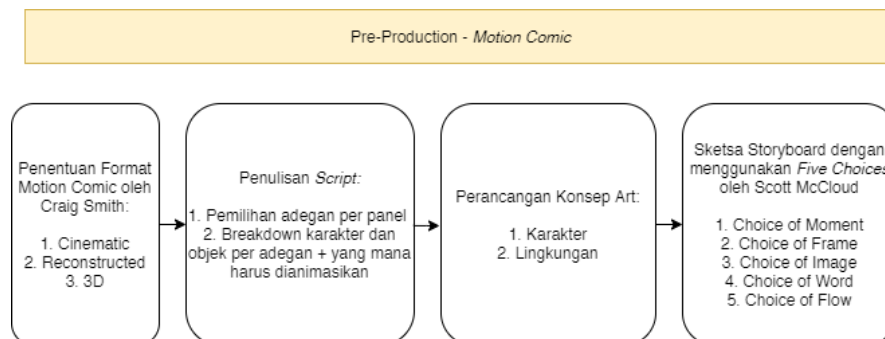 Pre-Production - Motion Comic
Penentuan Format
Motion Comic oleh
Craig Smith:
1. Cinematic
2. Reconstructed
3. 3D
Penulisan Script:
1. Pemilihan adegan per panel
2. Breakdown karakter dan
objek per adegan + yang mana
harus dianimasikan
Perancangan Konsep Art:
1. Karakter
2. Lingkungan
Sketsa Storyboard dengan
menggunakan Five Choices
oleh Scott McCloud
1. Choice of Moment
2. Choice of Frame
3. Choice of Image
4. Choice of Word
5. Choice of Flow